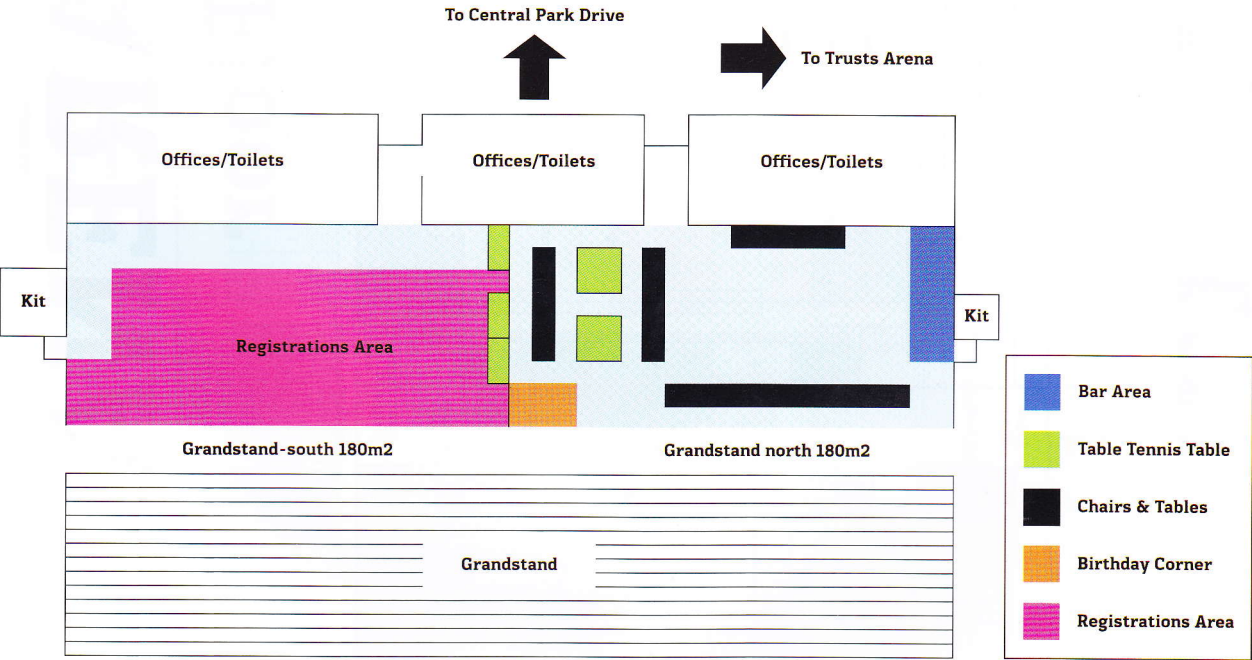 To Central Park Drive
To Trusts Arena
Offices/Toilets
Offices/Toilets
Offices/Toilets
Kit
Registrations Area
Kit
Grandstand-south 180m2
Grandstand north 180m2
Grandstand
Bar Area
Table Tennis Table
Chairs & Tables
Birthday Corner
Registrations Area